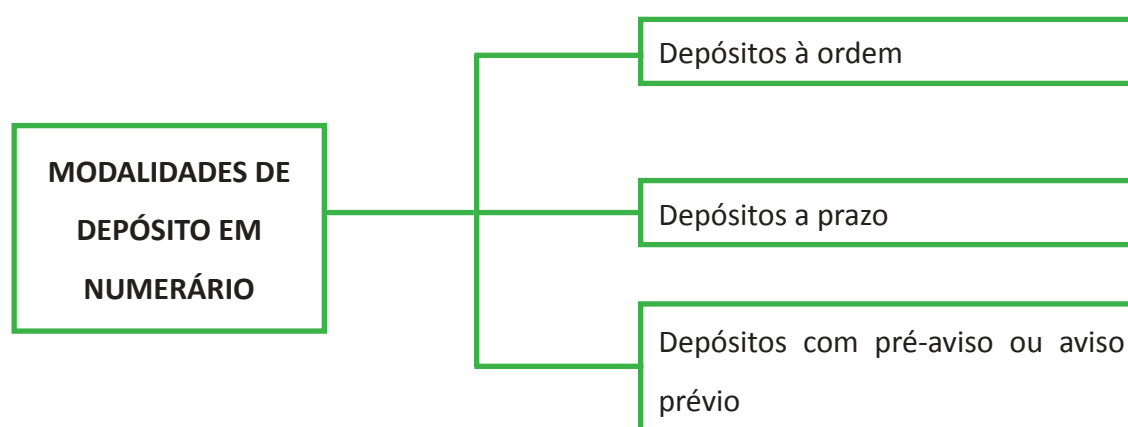 Depósitos à ordem
MODALIDADES DE
DEPÓSITO EM
NUMERÁRIO
Depósitos a prazo
Depósitos com pré-aviso ou aviso
prévio